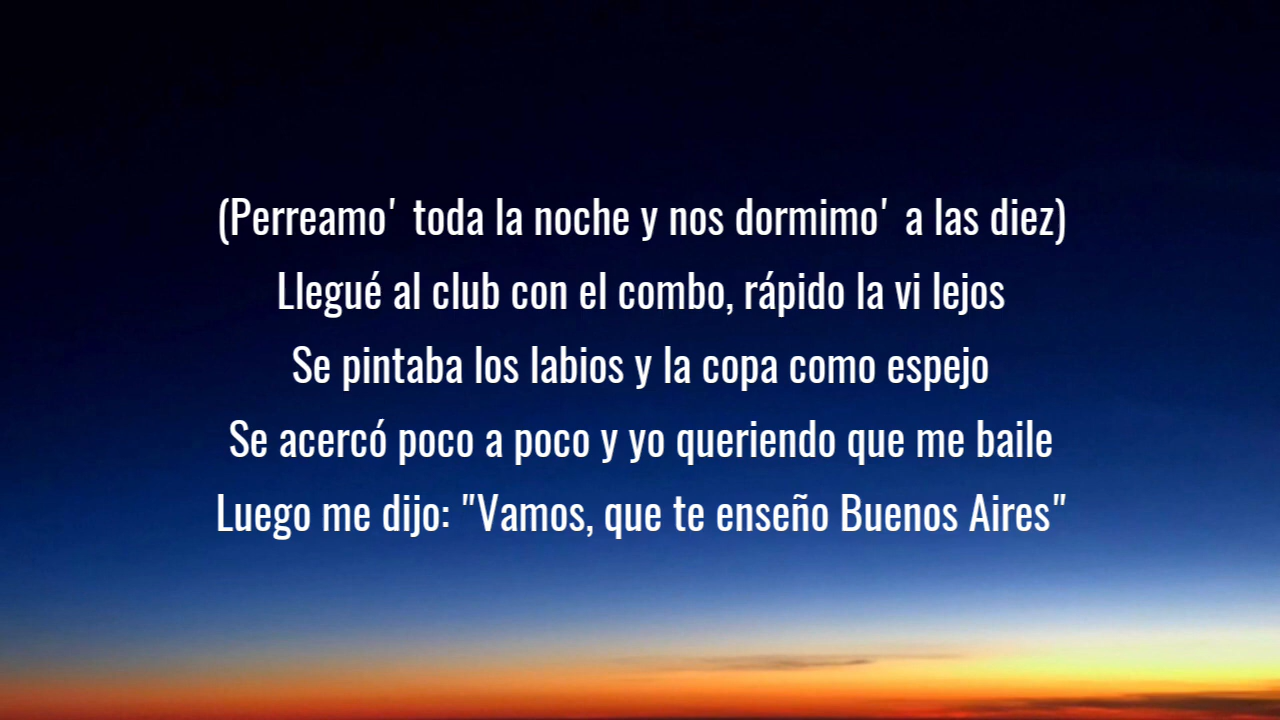 (Perreamo' toda la noche y nos dormimo' a las diez)
Llegué al club con el combo, rápido la vi lejos
Se pintaba los labios y la copa como espejo
Se acercó poco a poco y yo queriendo que me baile
Luego me dijo: "Vamos, que te enseño Buenos Aires"